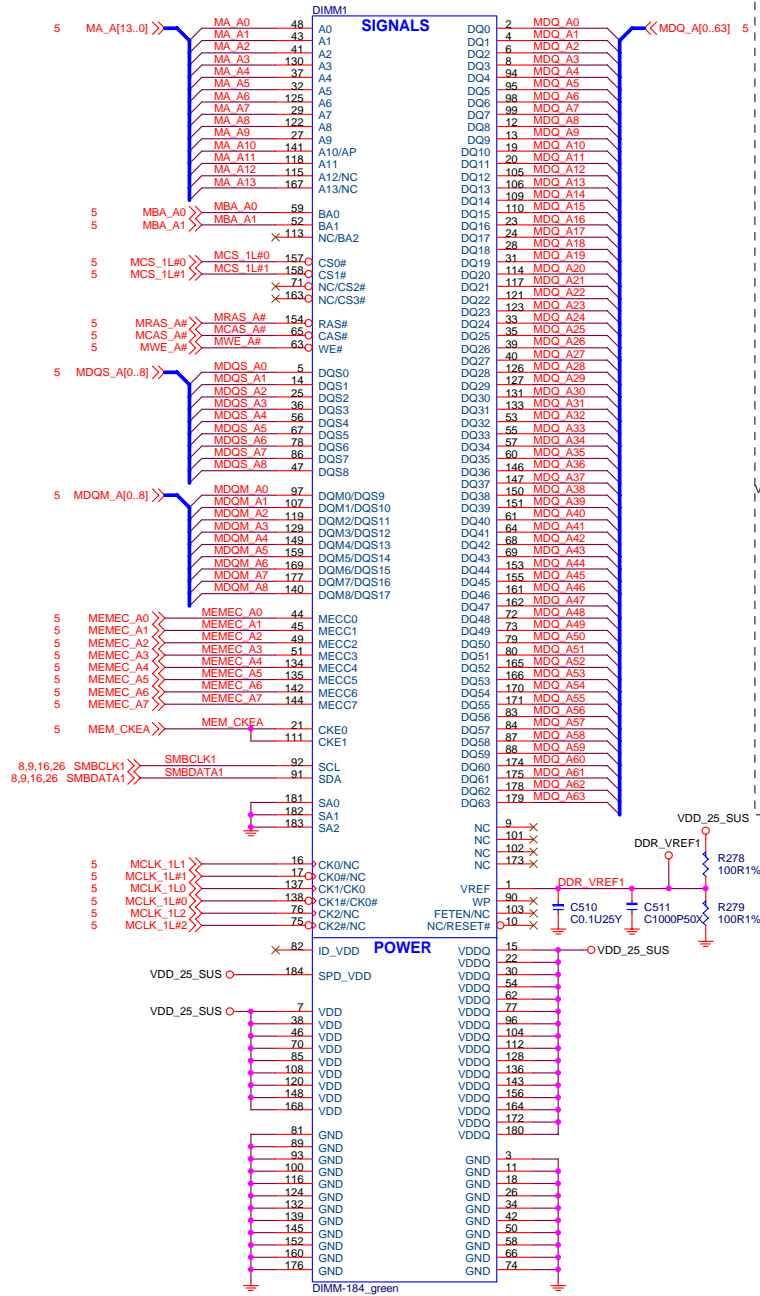 DIMM1
SIGNALS
5 MA_A[13..0]
MA_A0 48 A0
MA_A1 43 A1
MA_A2 41 A2
MA_A3 130 A3
MA_A4 37 A4
MA_A5 32 A5
MA_A6 125 A6
MA_A7 29 A7
MA_A8 122 A8
MA_A9 27 A9
MA_A10 141 A10/AP
MA_A11 118 A11
MA_A12 115 A12/NC
MA_A13 167 A13/NC
5 MBA_A0 MBA_A0 59 BA0
5 MBA_A1 MBA_A1 52 BA1
113 NC/BA2
5 MCS_1L#0 MCS_1L#0 157 CS0#
5 MCS_1L#1 MCS_1L#1 158 CS1#
71 NC/CS2#
163 NC/CS3#
5 MRAS_A# MRAS_A# 154 RAS#
5 MCAS_A# MCAS_A# 65 CAS#
5 MWE_A# MWE_A# 63 WE#
5 MDQS_A[0..8]
MDQS_A0 5 DQS0
MDQS_A1 14 DQS1
MDQS_A2 25 DQS2
MDQS_A3 36 DQS3
MDQS_A4 56 DQS4
MDQS_A5 67 DQS5
MDQS_A6 78 DQS6
MDQS_A7 86 DQS7
MDQS_A8 47 DQS8
5 MDQM_A[0..8]
MDQM_A0 97 DQM0/DQS9
MDQM_A1 107 DQM1/DQS10
MDQM_A2 119 DQM2/DQS11
MDQM_A3 129 DQM3/DQS12
MDQM_A4 149 DQM4/DQS13
MDQM_A5 159 DQM5/DQS14
MDQM_A6 169 DQM6/DQS15
MDQM_A7 177 DQM7/DQS16
MDQM_A8 140 DQM8/DQS17
5 MEMEC_A0 MEMEC_A0 44 MECC0
5 MEMEC_A1 MEMEC_A1 45 MECC1
5 MEMEC_A2 MEMEC_A2 49 MECC2
5 MEMEC_A3 MEMEC_A3 51 MECC3
5 MEMEC_A4 MEMEC_A4 134 MECC4
5 MEMEC_A5 MEMEC_A5 135 MECC5
5 MEMEC_A6 MEMEC_A6 142 MECC6
5 MEMEC_A7 MEMEC_A7 144 MECC7
5 MEM_CKEA MEM_CKEA 21 CKE0
111 CKE1
8,9,16,26 SMBCLK1 SMBCLK1 92 SCL
8,9,16,26 SMBDATA1 SMBDATA1 91 SDA
181 SA0
182 SA1
183 SA2
5 MCLK_1L1 16 CK0/NC
5 MCLK_1L#1 17 CK0#/NC
5 MCLK_1L0 137 CK1/CK0
5 MCLK_1L#0 138 CK1#/CK0#
5 MCLK_1L2 76 CK2/NC
5 MCLK_1L#2 75 CK2#/NC
MDQ_A[0..63] 5
DQ0 2 MDQ_A0
DQ1 4 MDQ_A1
DQ2 6 MDQ_A2
DQ3 8 MDQ_A3
DQ4 94 MDQ_A4
DQ5 95 MDQ_A5
DQ6 98 MDQ_A6
DQ7 99 MDQ_A7
DQ8 12 MDQ_A8
DQ9 13 MDQ_A9
DQ10 19 MDQ_A10
DQ11 20 MDQ_A11
DQ12 105 MDQ_A12
DQ13 106 MDQ_A13
DQ14 109 MDQ_A14
DQ15 110 MDQ_A15
DQ16 23 MDQ_A16
DQ17 24 MDQ_A17
DQ18 28 MDQ_A18
DQ19 31 MDQ_A19
DQ20 114 MDQ_A20
DQ21 117 MDQ_A21
DQ22 121 MDQ_A22
DQ23 123 MDQ_A23
DQ24 33 MDQ_A24
DQ25 35 MDQ_A25
DQ26 39 MDQ_A26
DQ27 40 MDQ_A27
DQ28 126 MDQ_A28
DQ29 127 MDQ_A29
DQ30 131 MDQ_A30
DQ31 133 MDQ_A31
DQ32 53 MDQ_A32
DQ33 55 MDQ_A33
DQ34 57 MDQ_A34
DQ35 60 MDQ_A35
DQ36 146 MDQ_A36
DQ37 147 MDQ_A37
DQ38 150 MDQ_A38
DQ39 151 MDQ_A39
DQ40 61 MDQ_A40
DQ41 64 MDQ_A41
DQ42 68 MDQ_A42
DQ43 69 MDQ_A43
DQ44 153 MDQ_A44
DQ45 155 MDQ_A45
DQ46 161 MDQ_A46
DQ47 162 MDQ_A47
DQ48 72 MDQ_A48
DQ49 73 MDQ_A49
DQ50 79 MDQ_A50
DQ51 80 MDQ_A51
DQ52 165 MDQ_A52
DQ53 166 MDQ_A53
DQ54 170 MDQ_A54
DQ55 171 MDQ_A55
DQ56 83 MDQ_A56
DQ57 84 MDQ_A57
DQ58 87 MDQ_A58
DQ59 88 MDQ_A59
DQ60 174 MDQ_A60
DQ61 175 MDQ_A61
DQ62 178 MDQ_A62
DQ63 179 MDQ_A63
NC 9
NC 101
NC 102
NC 173
VREF 1 DDR_VREF1
WP 90
FETEN/NC 103
NC/RESET# 10
VDD_25_SUS
DDR_VREF1
R278
100R1%
R279
100R1%
C510
C0.1U25Y
C511
C1000P50X
POWER
82 ID_VDD
VDD_25_SUS 184 SPD_VDD
VDD_25_SUS 7 VDD
38 VDD
46 VDD
70 VDD
85 VDD
108 VDD
120 VDD
148 VDD
168 VDD
81 GND
89 GND
93 GND
100 GND
116 GND
124 GND
132 GND
139 GND
145 GND
152 GND
160 GND
176 GND
VDDQ 15 VDD_25_SUS
VDDQ 22
VDDQ 30
VDDQ 54
VDDQ 62
VDDQ 77
VDDQ 96
VDDQ 104
VDDQ 112
VDDQ 128
VDDQ 136
VDDQ 143
VDDQ 156
VDDQ 164
VDDQ 172
VDDQ 180
GND 3
GND 11
GND 18
GND 26
GND 34
GND 42
GND 50
GND 58
GND 66
GND 74
DIMM-184_green